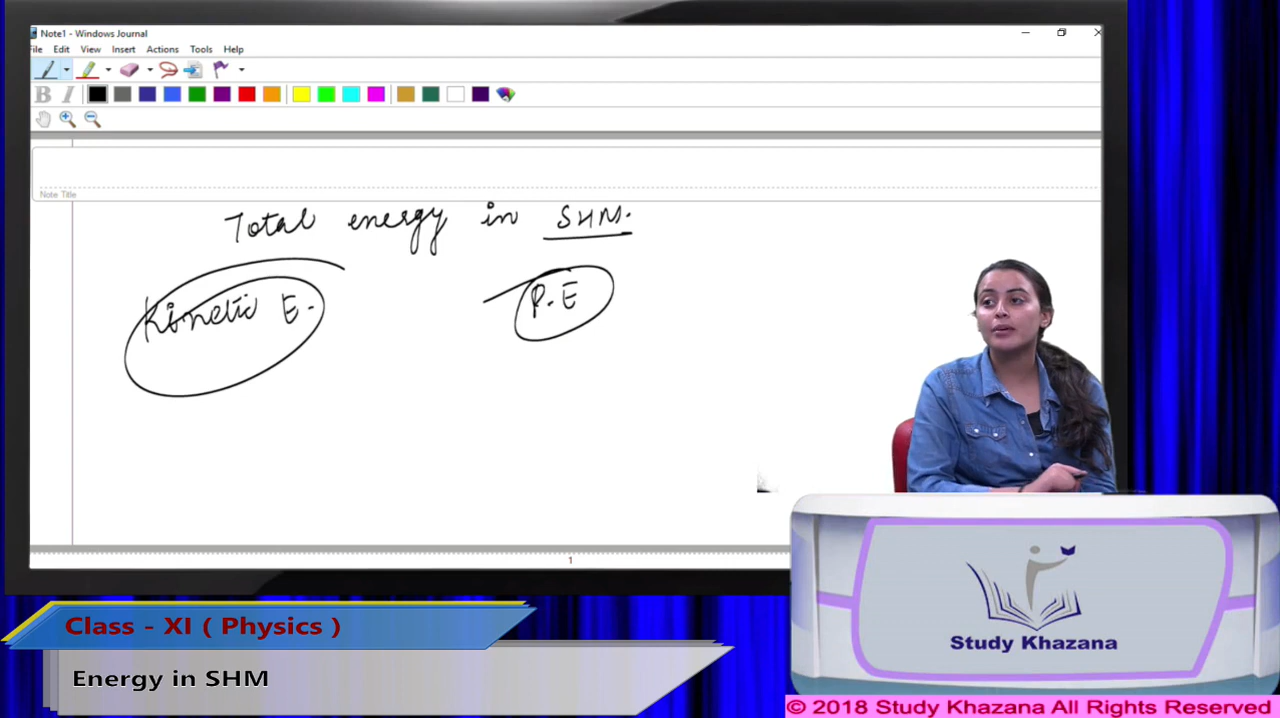 Note1 - Windows Journal
File Edit View Insert Actions Tools Help
B I
Note Title
Total energy in SHM.
Kinetic E.
P.E
1
Study Khazana
Class - XI ( Physics )
Energy in SHM
© 2018 Study Khazana All Rights Reserved